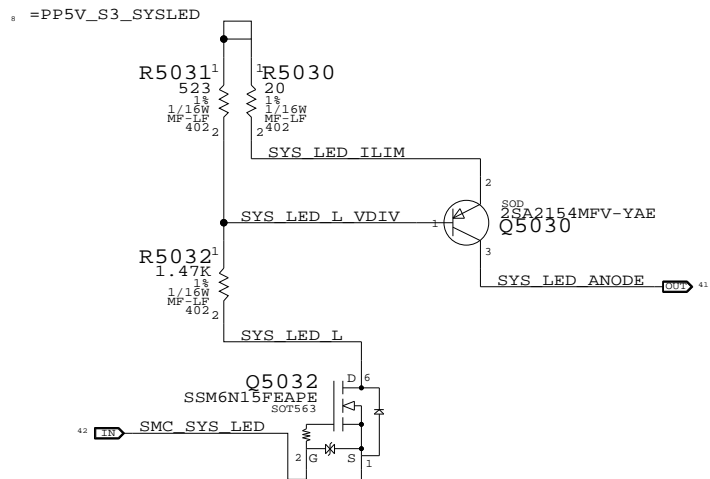 8 =PP5V_S3_SYSLED
R5031 1
523
1%
1/16W
MF-LF
402 2
1 R5030
20
1%
1/16W
MF-LF
2 402
SYS_LED_ILIM
2
SOD
2SA2154MFV-YAE
Q5030
SYS_LED_L_VDIV 1
3
R5032 1
1.47K
1%
1/16W
MF-LF
402
2
SYS_LED_ANODE OUT 41
SYS_LED_L
Q5032 D 6
SSM6N15FEAPE
SOT563
42 IN SMC_SYS_LED
2 G S 1